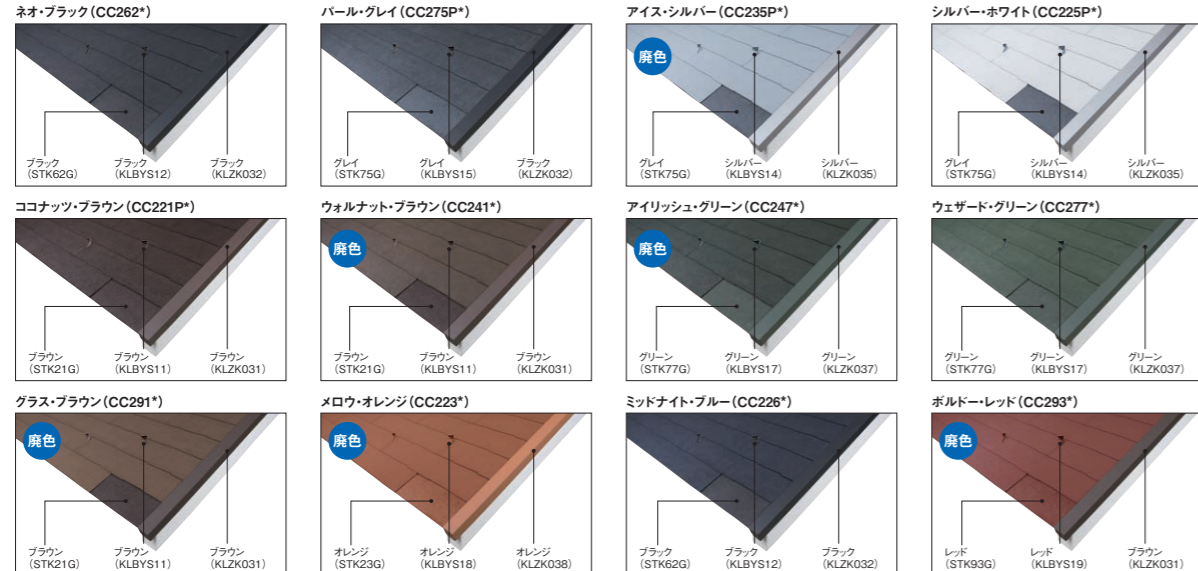 ネオ・ブラック(CC262*)
パール・グレイ(CC275P*)
アイス・シルバー(CC235P*)
シルバー・ホワイト(CC225P*)
廃色
ブラック
(STK62G)
ブラック
(KLBYS12)
ブラック
(KLZK032)
グレイ
(STK75G)
グレイ
(KLBYS15)
ブラック
(KLZK032)
グレイ
(STK75G)
シルバー
(KLBYS14)
シルバー
(KLZK035)
グレイ
(STK75G)
シルバー
(KLBYS14)
シルバー
(KLZK035)
ココナッツ・ブラウン(CC221P*)
ウォルナット・ブラウン(CC241*)
アイリッシュ・グリーン(CC247*)
ウェザード・グリーン(CC277*)
廃色
廃色
ブラウン
(STK21G)
ブラウン
(KLBYS11)
ブラウン
(KLZK031)
ブラウン
(STK21G)
ブラウン
(KLBYS11)
ブラウン
(KLZK031)
グリーン
(STK77G)
グリーン
(KLBYS17)
グリーン
(KLZK037)
グリーン
(STK77G)
グリーン
(KLBYS17)
グリーン
(KLZK037)
グラス・ブラウン(CC291*)
メロウ・オレンジ(CC223*)
ミッドナイト・ブルー(CC226*)
ボルドー・レッド(CC293*)
廃色
廃色
廃色
ブラウン
(STK21G)
ブラウン
(KLBYS11)
ブラウン
(KLZK031)
オレンジ
(STK23G)
オレンジ
(KLBYS18)
オレンジ
(KLZK038)
ブラック
(STK62G)
ブラック
(KLBYS12)
ブラック
(KLZK032)
レッド
(STK93G)
レッド
(KLBYS19)
ブラウン
(KLZK031)